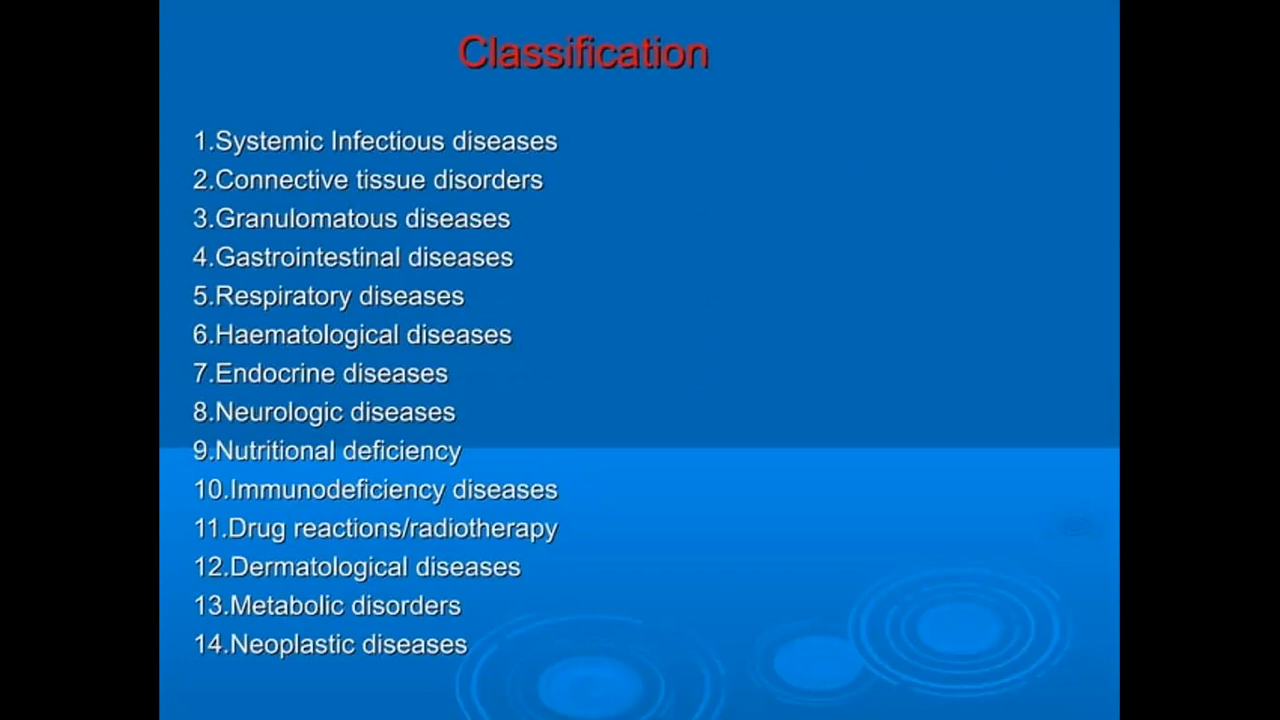 Classification
1.Systemic Infectious diseases
2.Connective tissue disorders
3.Granulomatous diseases
4.Gastrointestinal diseases
5.Respiratory diseases
6.Haematological diseases
7.Endocrine diseases
8.Neurologic diseases
9.Nutritional deficiency
10.Immunodeficiency diseases
11.Drug reactions/radiotherapy
12.Dermatological diseases
13.Metabolic disorders
14.Neoplastic diseases